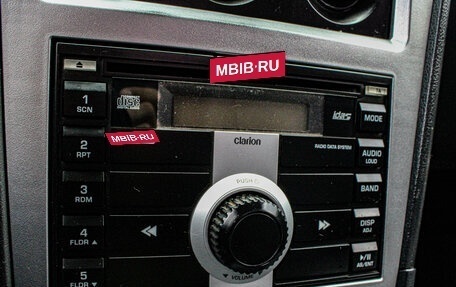 MBIB.RU
1
SCN
MODE
MBIB.RU
2
RPT
clarion
RADIO DATA SYSTEM
AUDIO
LOUD
3
RDM
PUSH
BAND
4
FLDR ▲
DISP
ADJ
5
FLDR ▼
▼ VOLUME
▶/II
AS/ENT